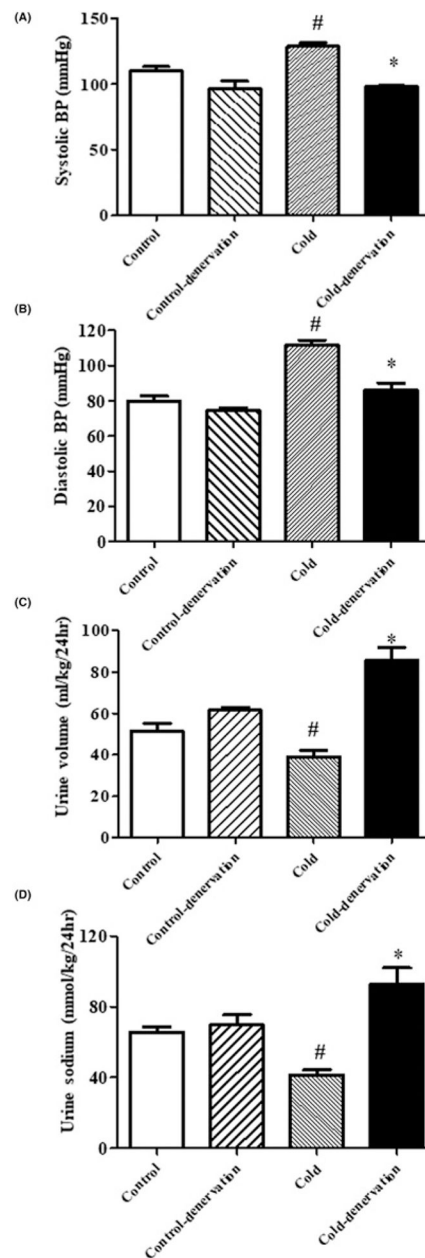 (A)
Systolic BP (mmHg)
150
100
50
0
#
*
Control
Control-denervation
Cold
Cold-denervation
(B)
Diastolic BP (mmHg)
120
100
80
60
40
20
0
#
*
Control
Control-denervation
Cold
Cold-denervation
(C)
Urine volume (ml/kg/24hr)
100
80
60
40
20
0
#
*
Control
Control-denervation
Cold
Cold-denervation
(D)
Urine sodium (mmol/kg/24hr)
120
80
40
0
#
*
Control
Control-denervation
Cold
Cold-denervation